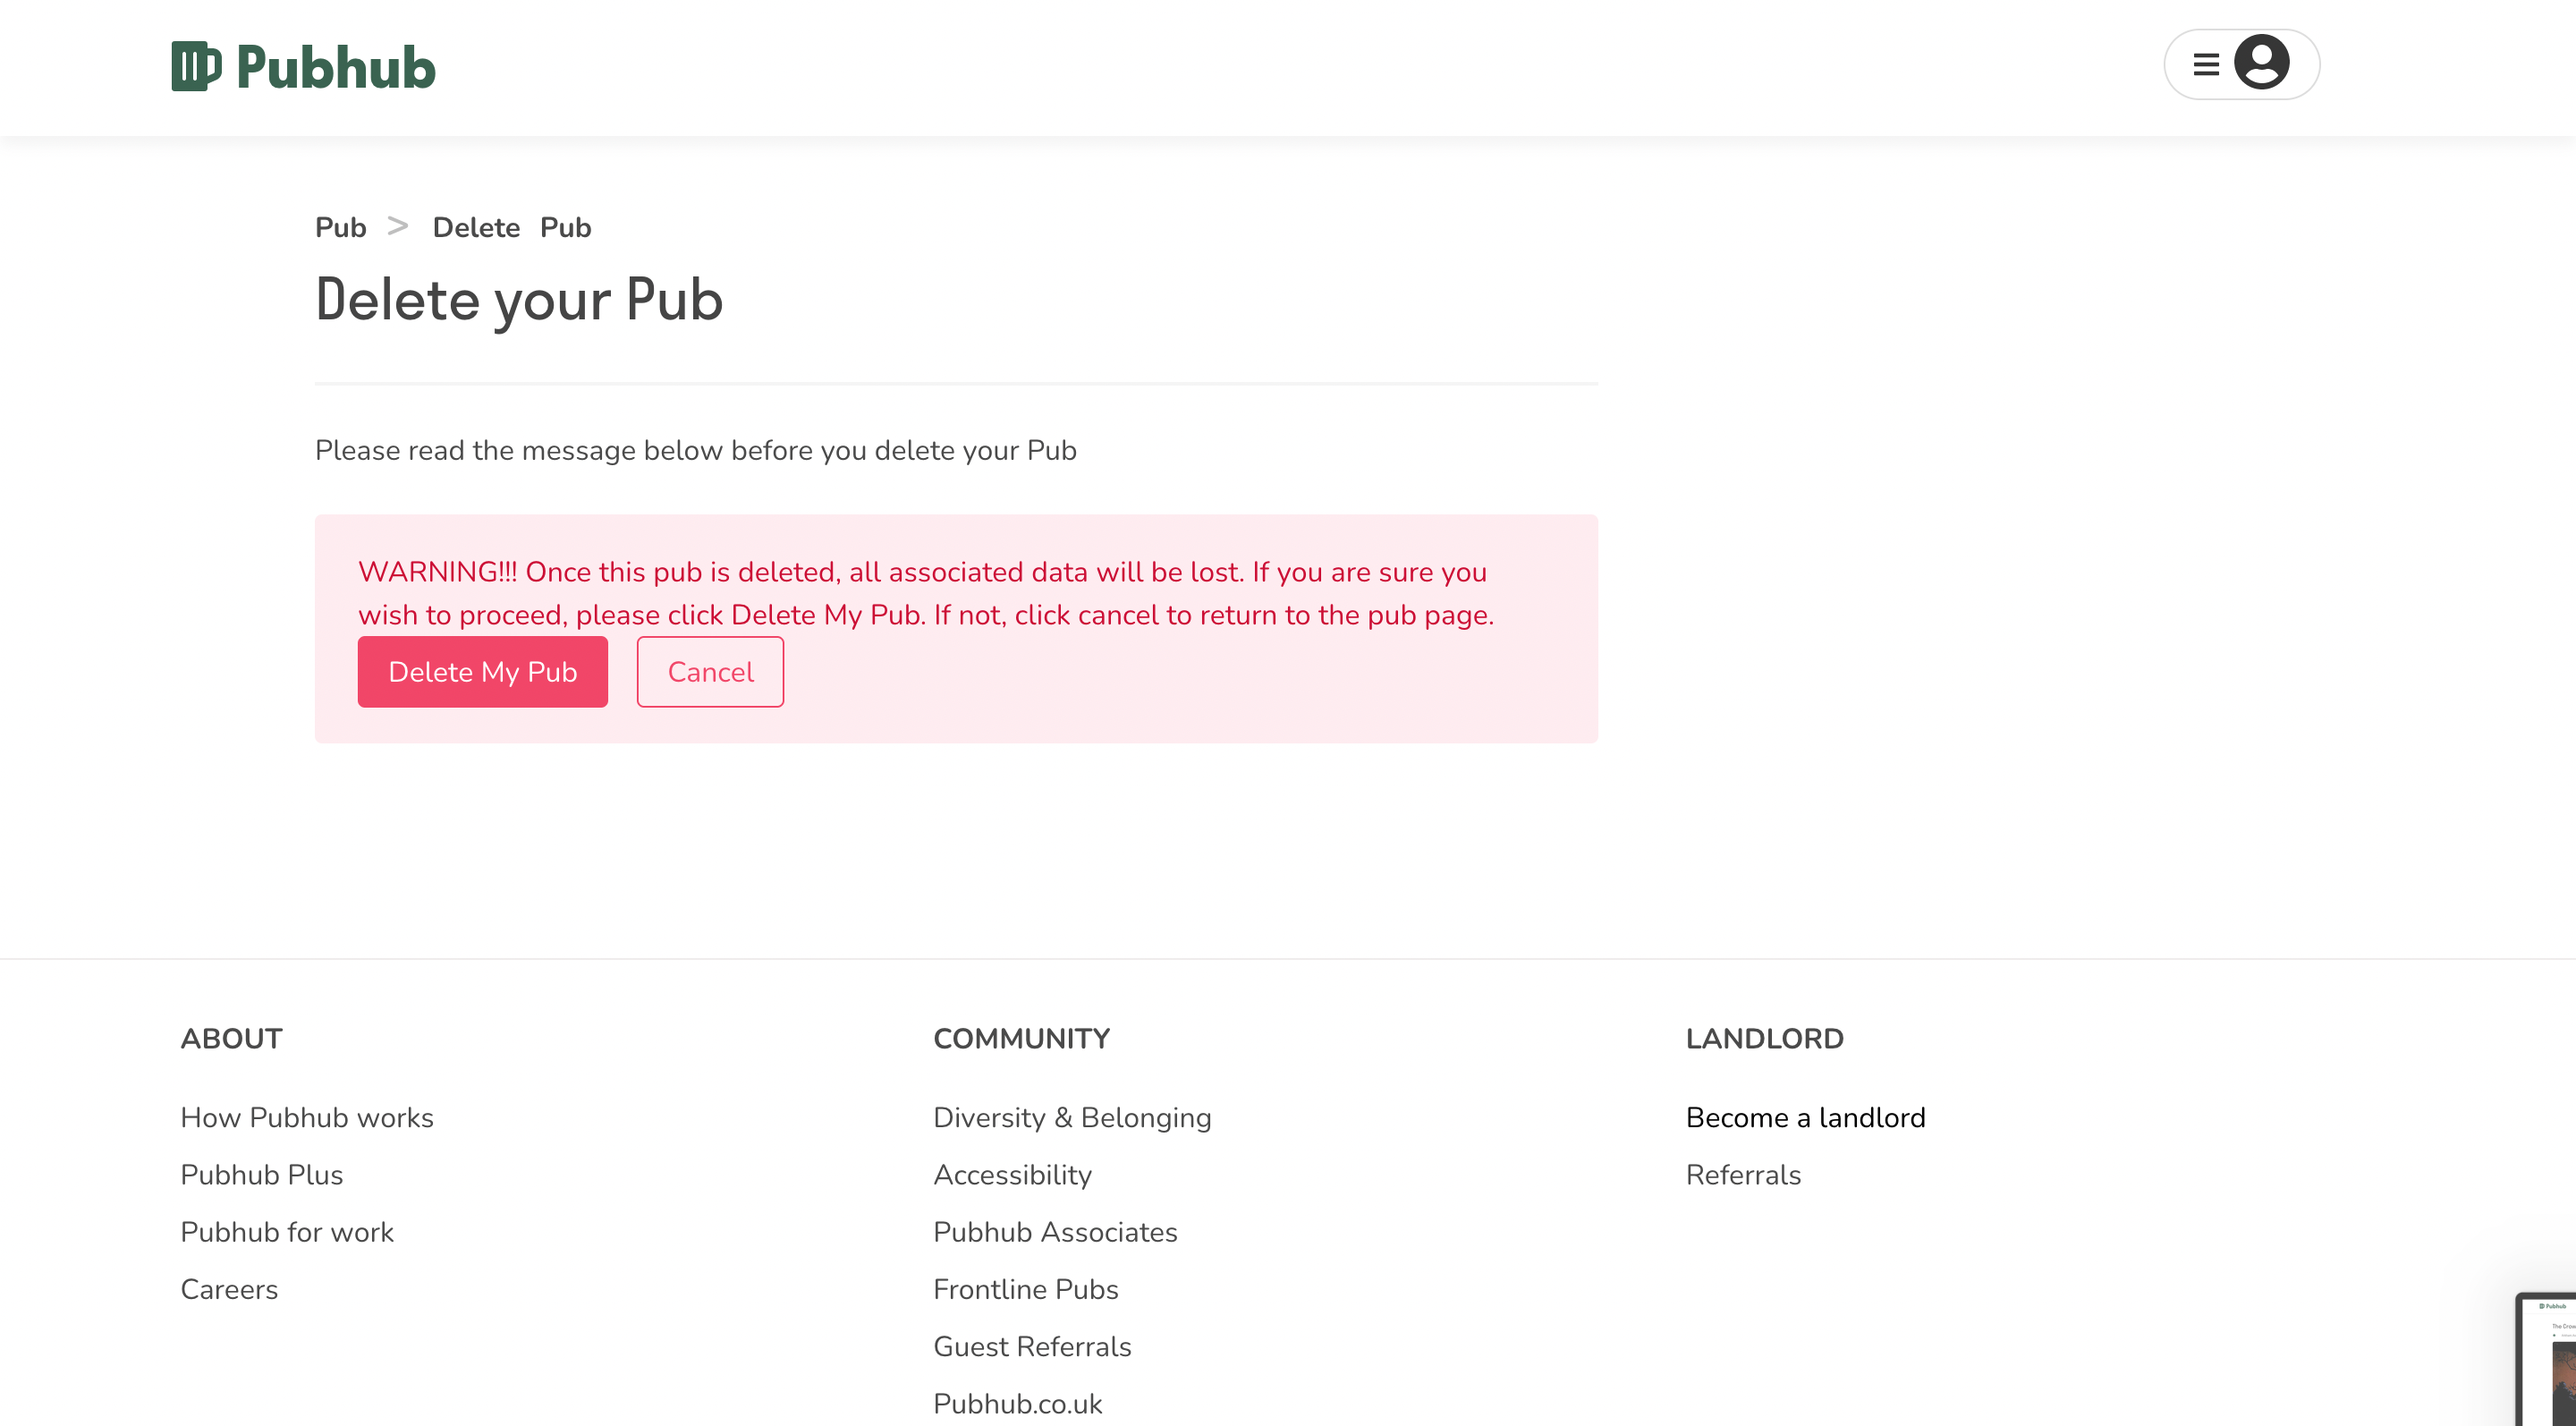 Pubhub
Pub > Delete Pub
Delete your Pub
Please read the message below before you delete your Pub
WARNING!!! Once this pub is deleted, all associated data will be lost. If you are sure you
wish to proceed, please click Delete My Pub. If not, click cancel to return to the pub page.
Delete My Pub Cancel
ABOUT
How Pubhub works
Pubhub Plus
Pubhub for work
Careers
COMMUNITY
Diversity & Belonging
Accessibility
Pubhub Associates
Frontline Pubs
Guest Referrals
Pubhub.co.uk
LANDLORD
Become a landlord
Referrals
Pubhub